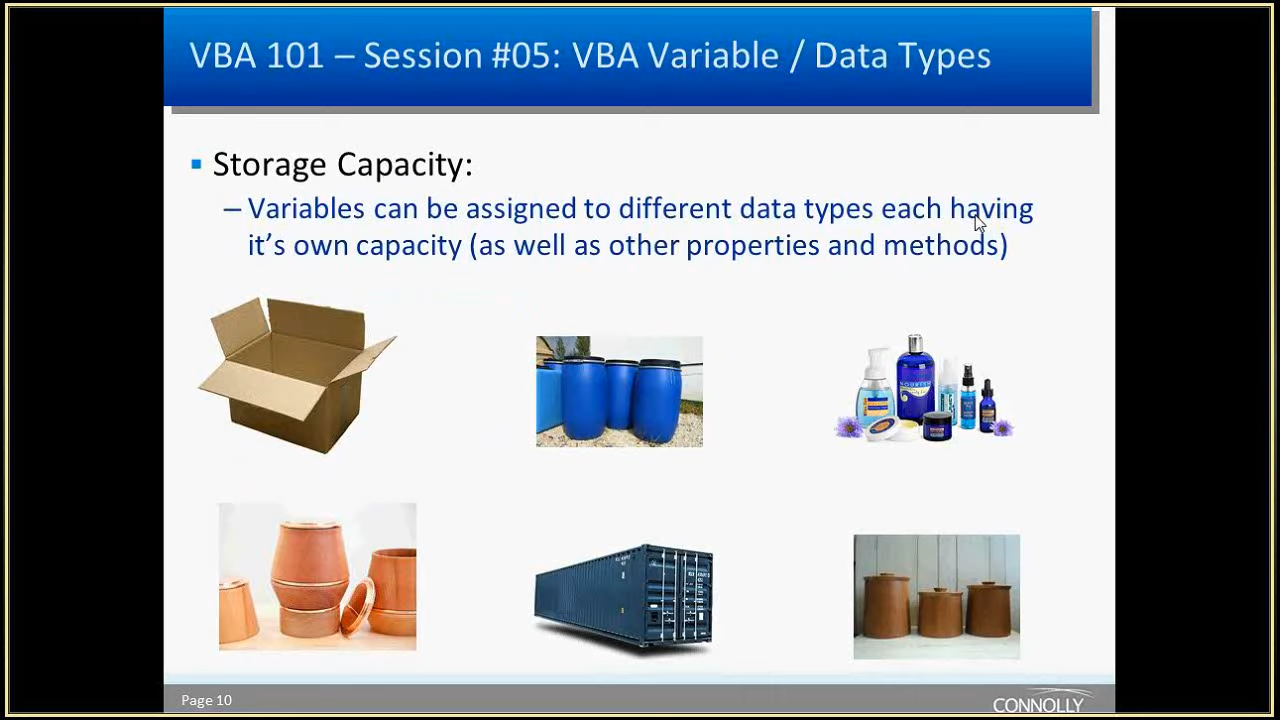 VBA 101 – Session #05: VBA Variable / Data Types
▪ Storage Capacity:
– Variables can be assigned to different data types each having
it’s own capacity (as well as other properties and methods)
NOURISH
Page 10
CONNOLLY